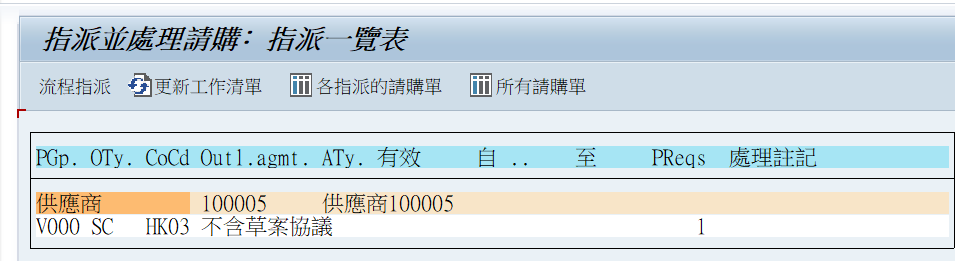 指派並處理請購: 指派一覽表
流程指派 更新工作清單 各指派的請購單 所有請購單
PGp. OTy. CoCd Outl.agmt. ATy. 有效 自 .. 至 PReqs 處理註記
供應商 100005 供應商100005
V000 SC HK03 不含草案協議 1